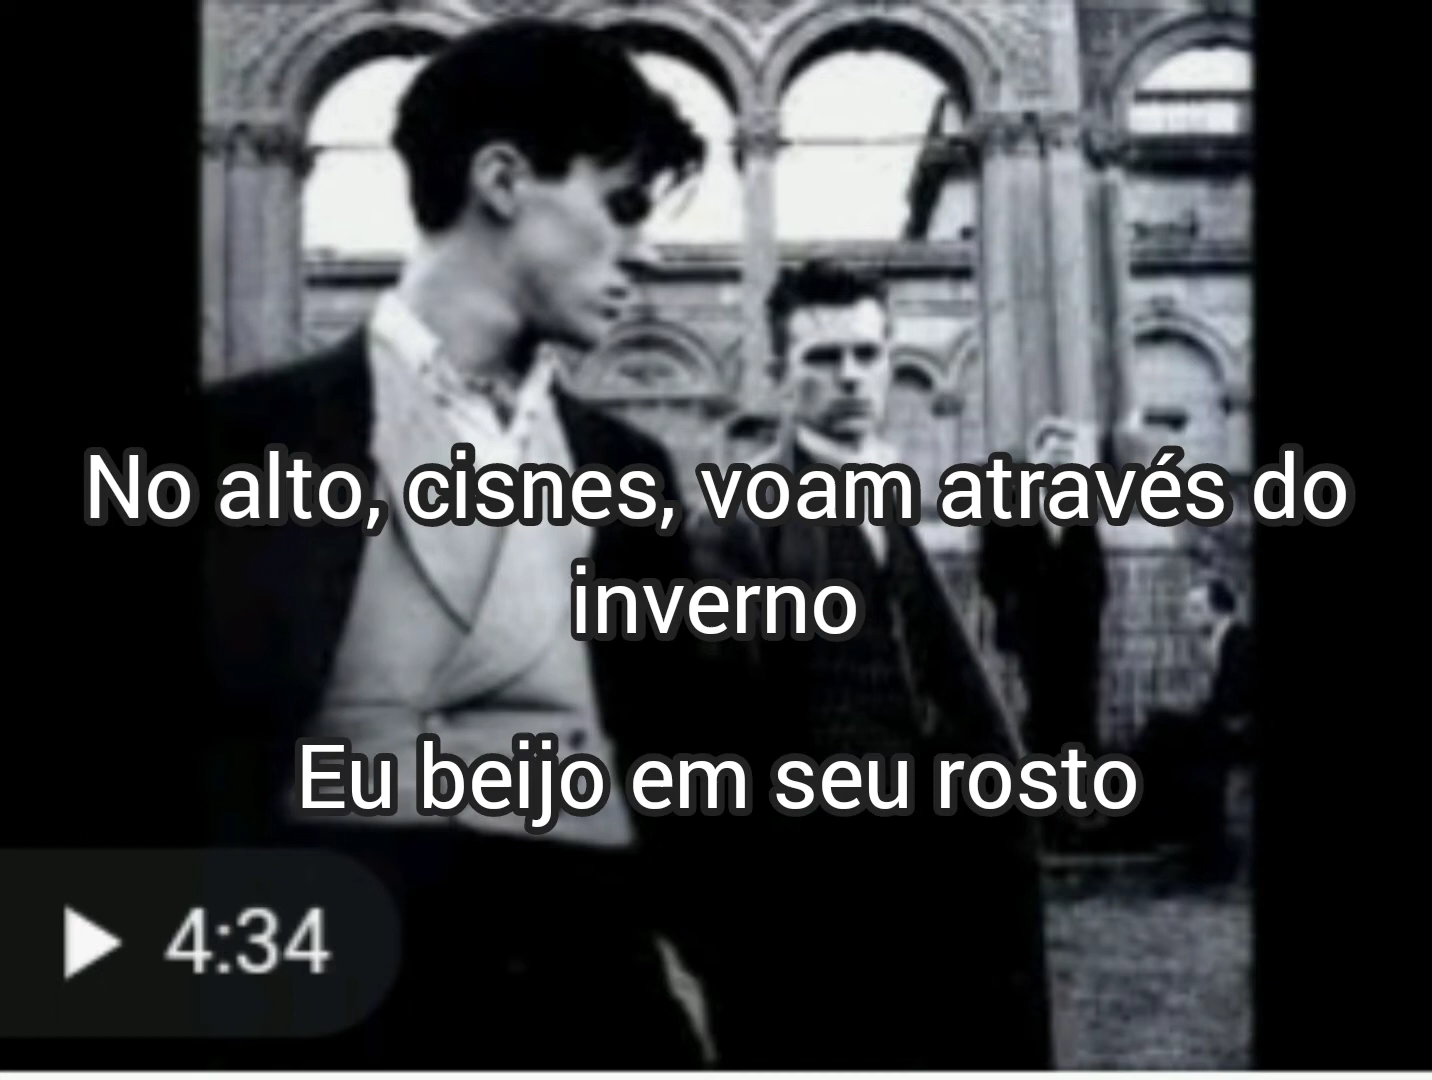 No alto, cisnes, voam através do
inverno
Eu beijo em seu rosto
4:34